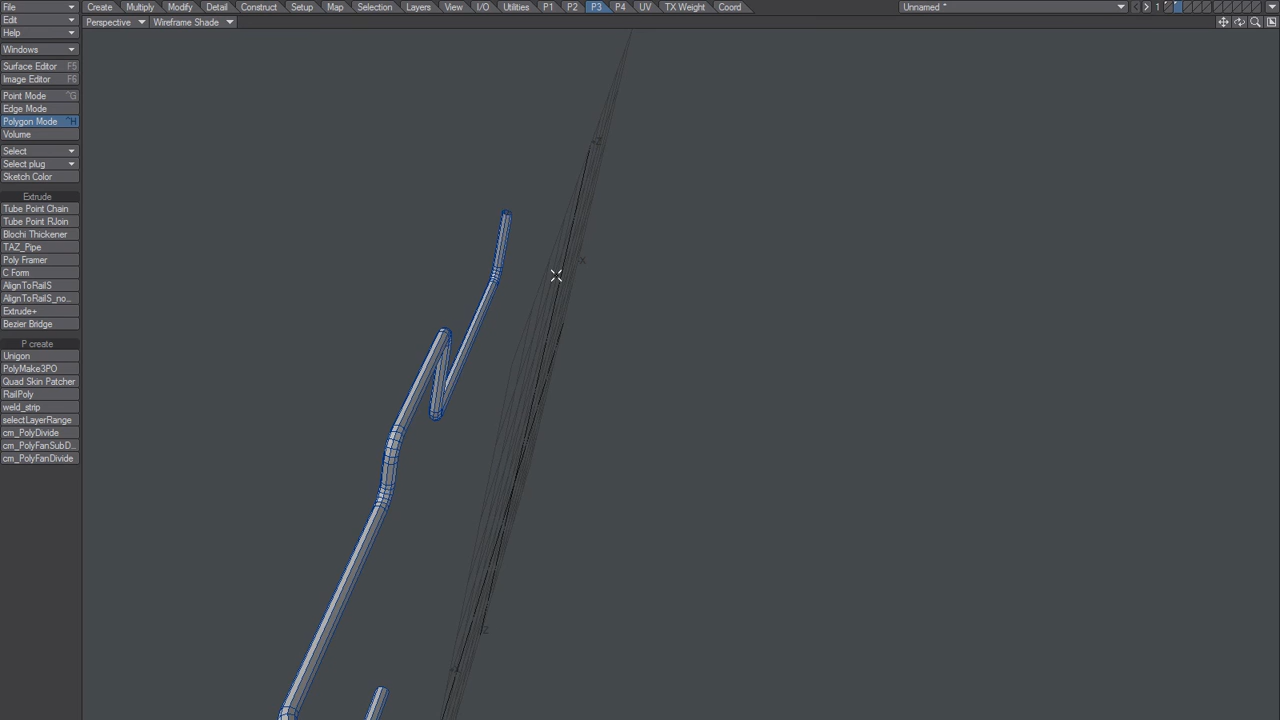 File Create Multiply Modify Detail Construct Setup Map Selection Layers View I/O Utilities P1 P2 P3 P4 UV TX Weight Coord Unnamed * 1
Edit Perspective Wireframe Shade
Help
Windows
Surface Editor F5
Image Editor F6
Point Mode ^G
Edge Mode
Polygon Mode ^H
Volume
Select
Select plug
Sketch Color
Extrude
Tube Point Chain
Tube Point RJoin
Blochi Thickener
TAZ_Pipe
Poly Framer
C Form
AlignToRailS
AlignToRailS_no...
Extrude+
Bezier Bridge
P create
Unigon
PolyMake3PO
Quad Skin Patcher
RailPoly
weld_strip
selectLayerRange
cm_PolyDivide
cm_PolyFanSubD...
cm_PolyFanDivide